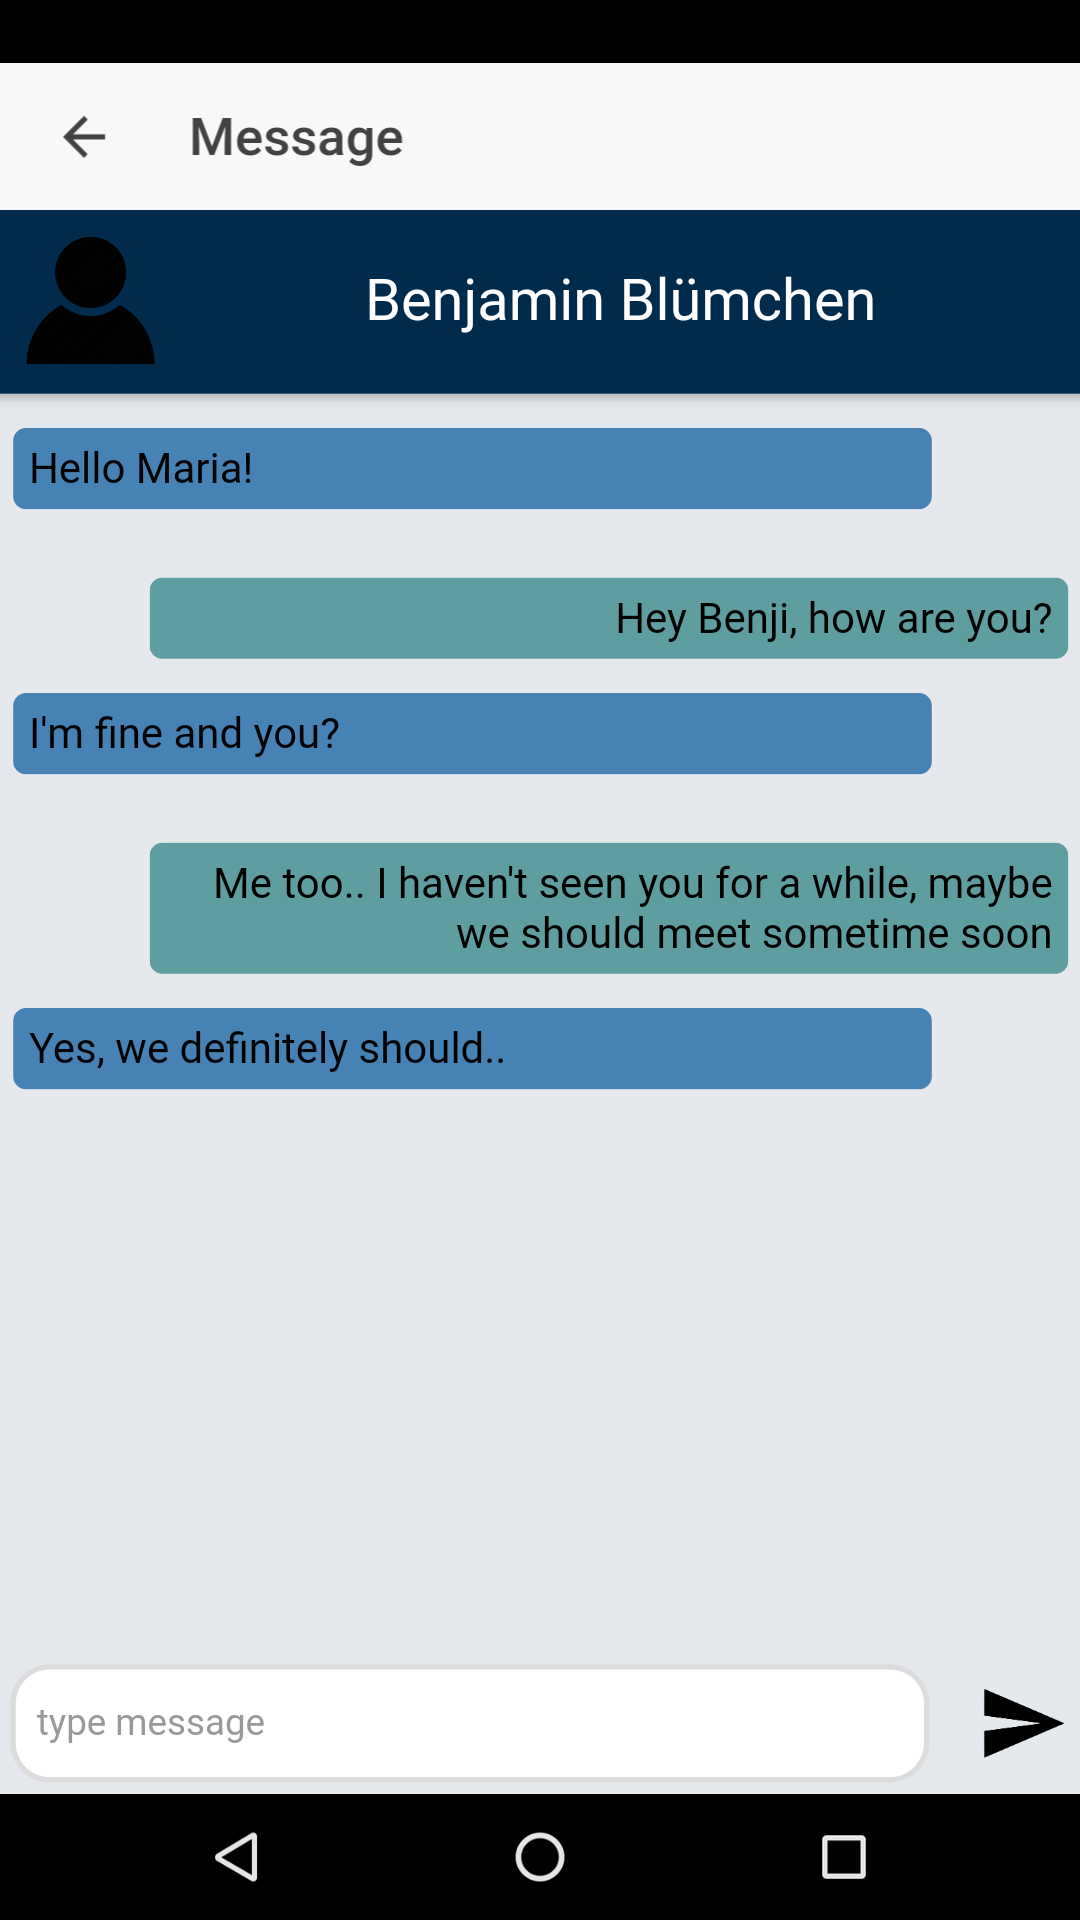 Message
Benjamin Blümchen
Hello Maria!
Hey Benji, how are you?
I'm fine and you?
Me too.. I haven't seen you for a while, maybe
we should meet sometime soon
Yes, we definitely should..
type message